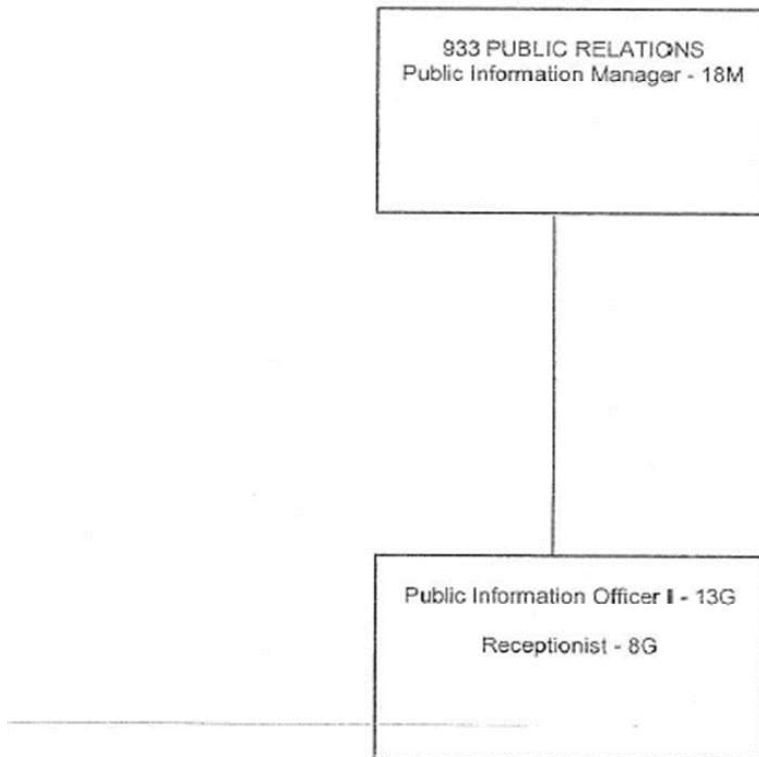 933 PUBLIC RELATIONS
Public Information Manager - 18M
Public Information Officer I - 13G
Receptionist - 8G